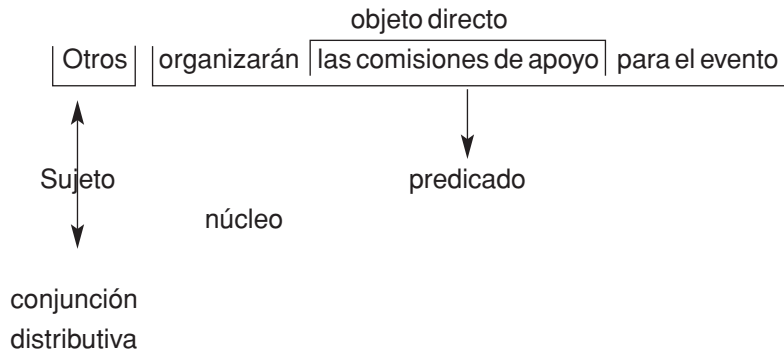 objeto directo
Otros organizarán las comisiones de apoyo para el evento
Sujeto predicado
núcleo
conjunción
distributiva